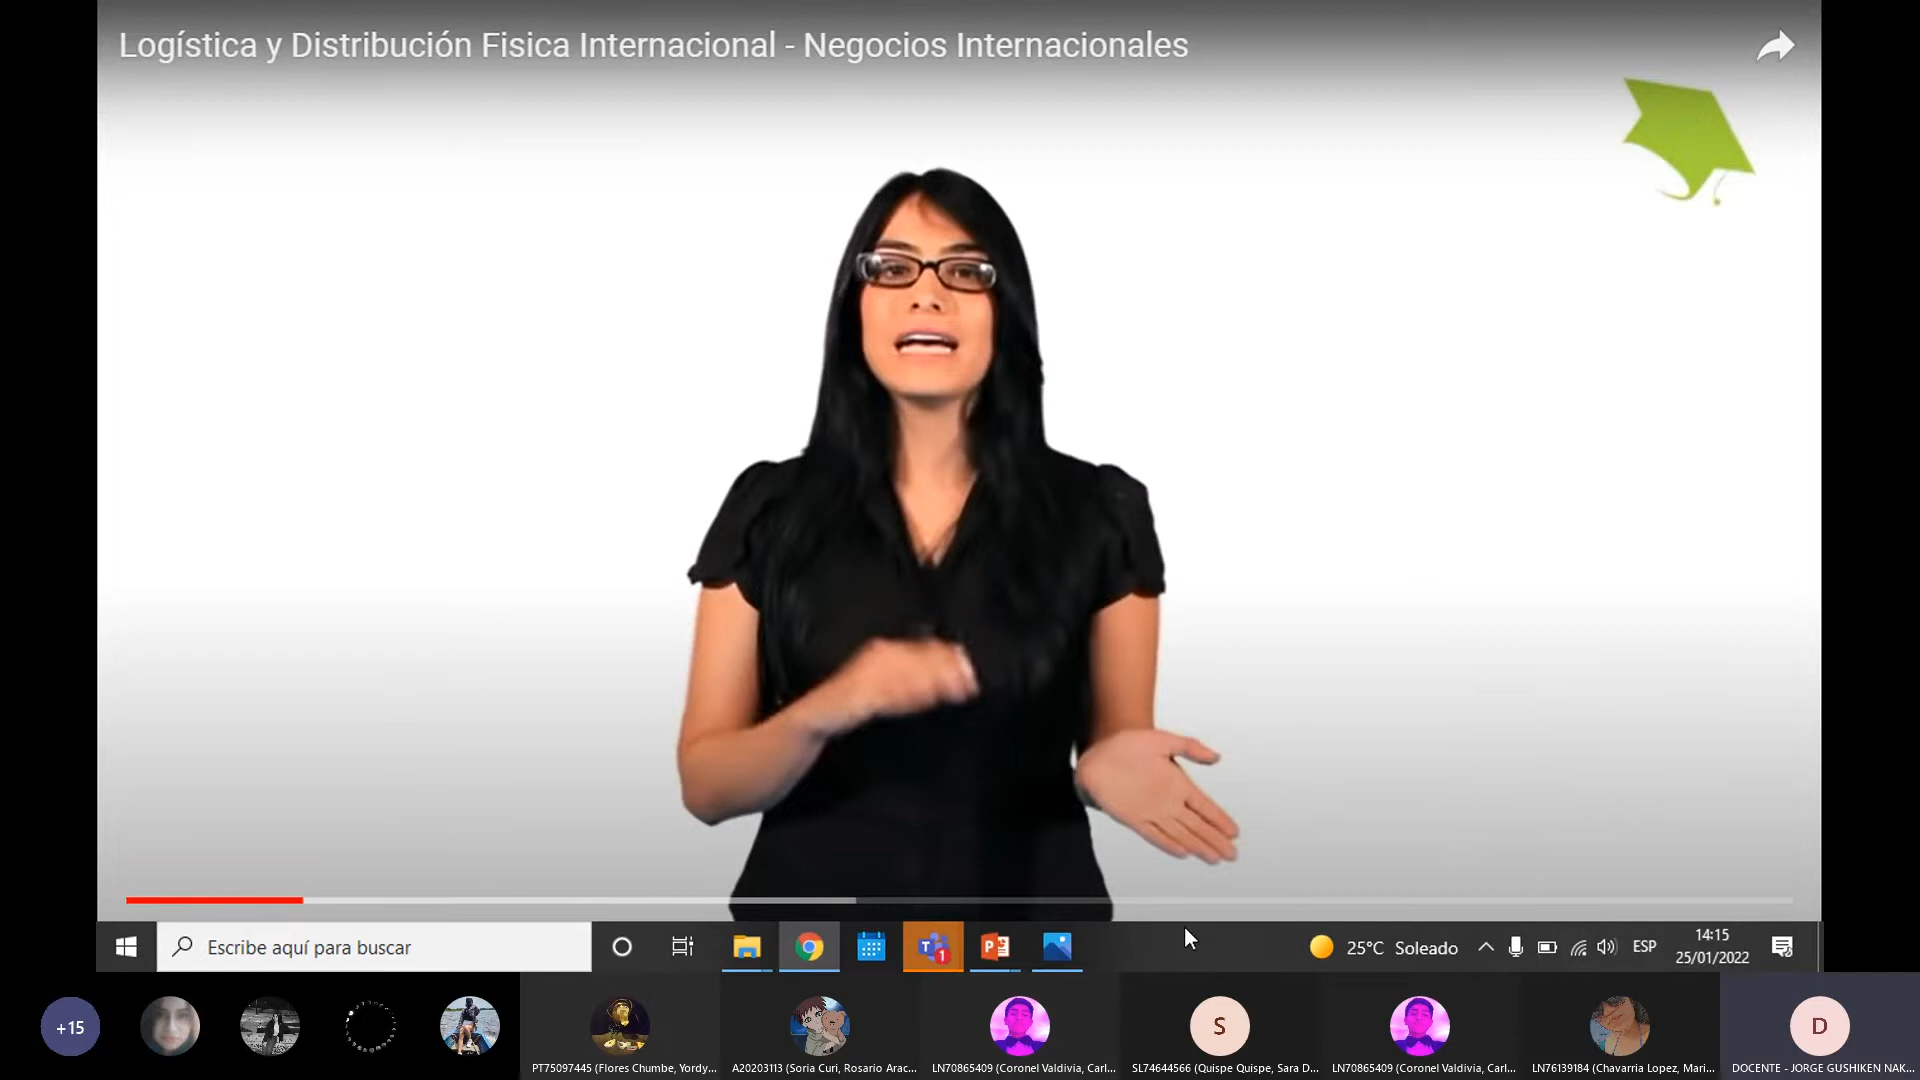 Logística y Distribución Fisica Internacional - Negocios Internacionales
Escribe aquí para buscar
T
1
P
25°C Soleado
ESP
14:15
25/01/2022
+15
S
D
PT75097445 (Flores Chumbe, Yordy...
A20203113 (Soria Curi, Rosario Arac...
LN70865409 (Coronel Valdivia, Carl...
SL74644566 (Quispe Quispe, Sara D...
LN70865409 (Coronel Valdivia, Carl...
LN76139184 (Chavarria Lopez, Mari...
DOCENTE - JORGE GUSHIKEN NAK...